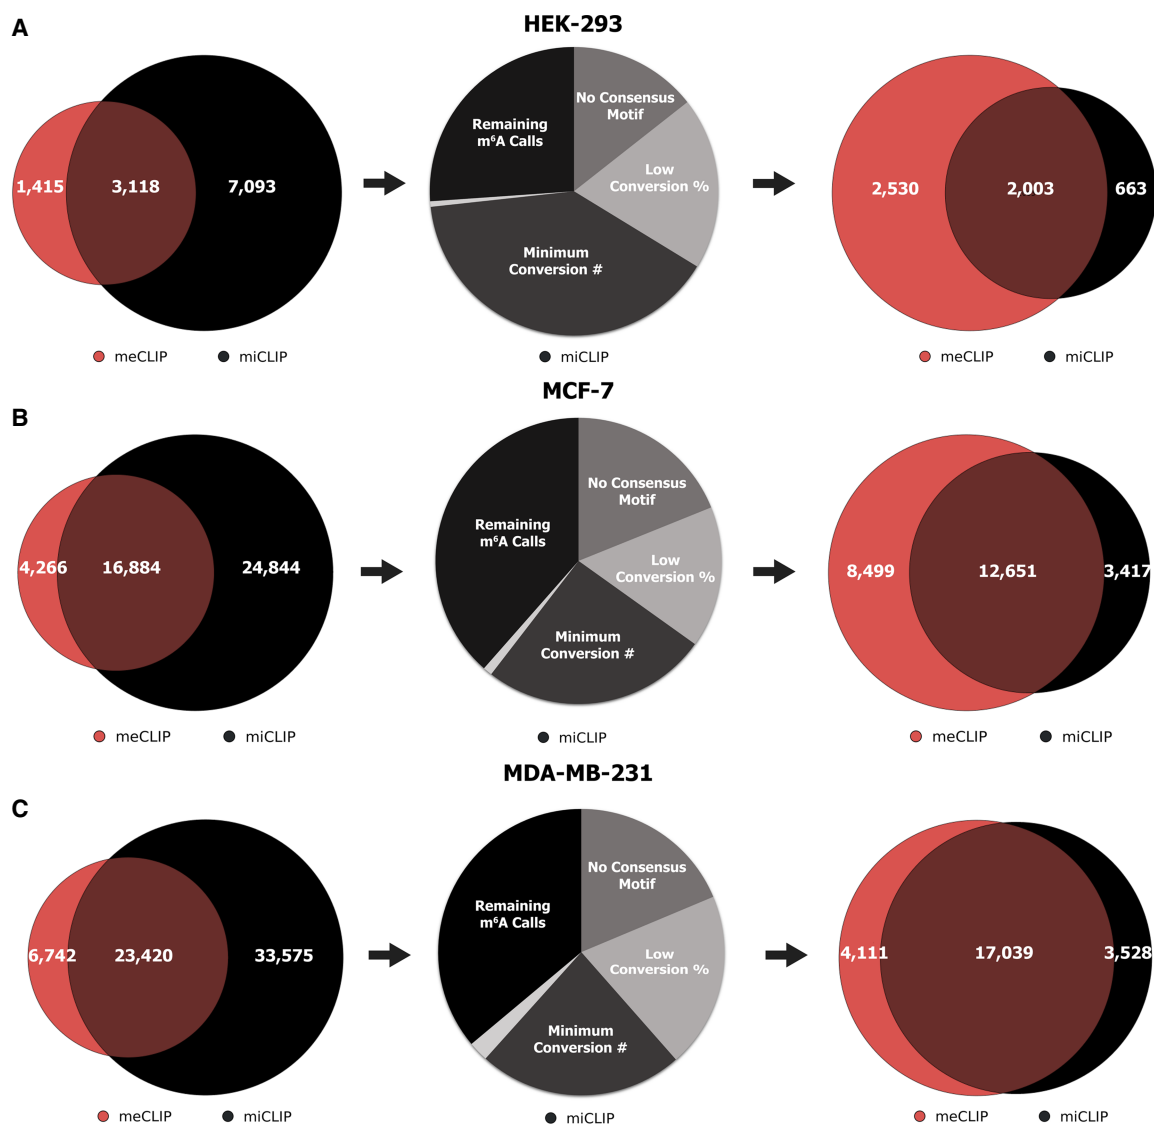 A
HEK-293
1,415
3,118
7,093
No Consensus
Motif
Low
Conversion %
Minimum
Conversion #
Remaining
m⁶A Calls
2,530
2,003
663
meCLIP
miCLIP
miCLIP
meCLIP
miCLIP
B
MCF-7
4,266
16,884
24,844
No Consensus
Motif
Low
Conversion %
Minimum
Conversion #
Remaining
m⁶A Calls
8,499
12,651
3,417
meCLIP
miCLIP
miCLIP
meCLIP
miCLIP
C
MDA-MB-231
6,742
23,420
33,575
No Consensus
Motif
Low
Conversion %
Minimum
Conversion #
Remaining
m⁶A Calls
4,111
17,039
3,528
meCLIP
miCLIP
miCLIP
meCLIP
miCLIP